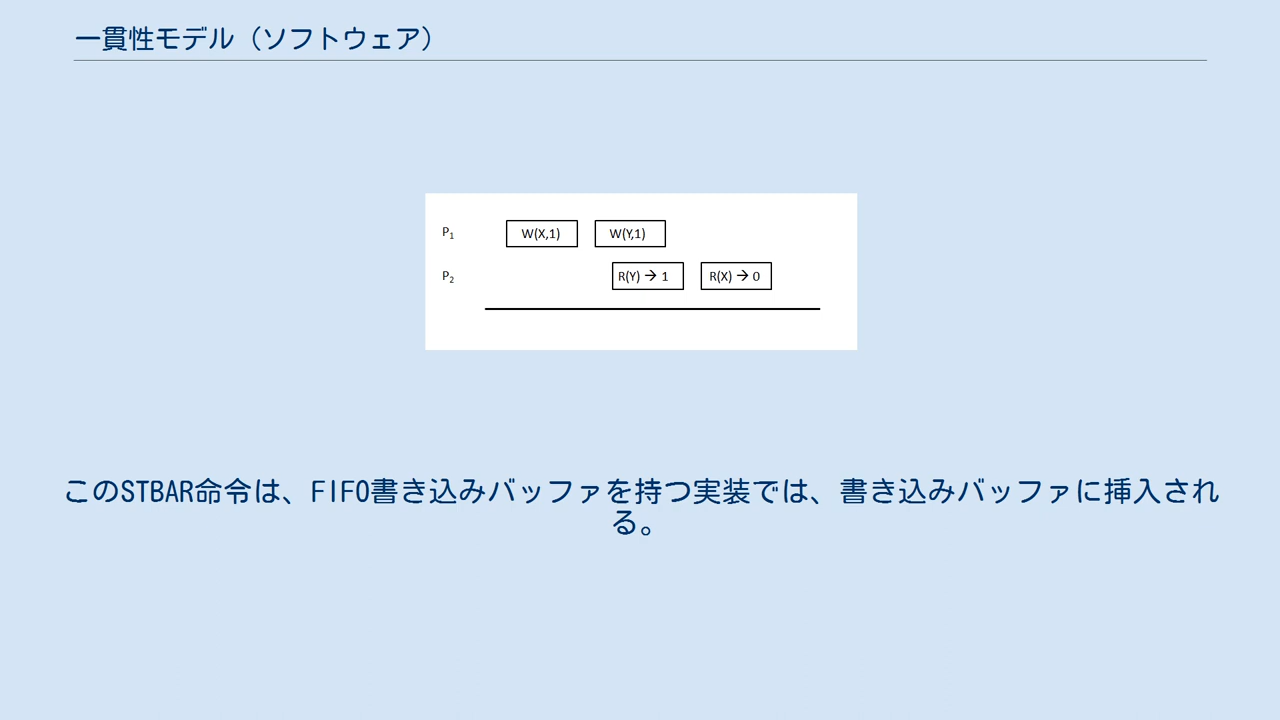 一貫性モデル（ソフトウェア）
P1 W(X,1) W(Y,1)
P2 R(Y) → 1 R(X) → 0
このSTBAR命令は、FIFO書き込みバッファを持つ実装では、書き込みバッファに挿入され
る。